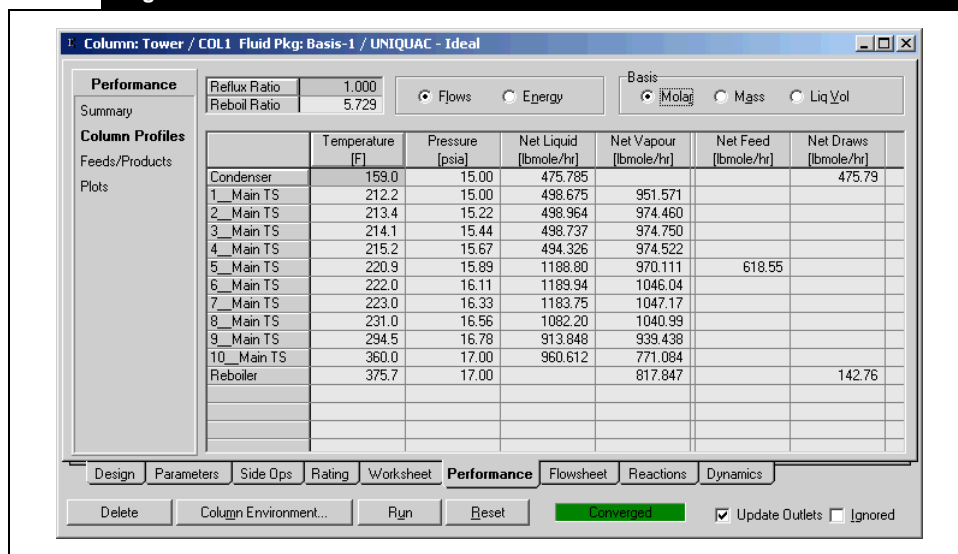 Column: Tower / COL1 Fluid Pkg: Basis-1 / UNIQUAC - Ideal
Performance
Summary
Column Profiles
Feeds/Products
Plots
Reflux Ratio 1.000
Reboil Ratio 5.729
Flows Energy
Basis
Molar Mass Liq Vol
Temperature Pressure Net Liquid Net Vapour Net Feed Net Draws
[F] [psia] [lbmole/hr] [lbmole/hr] [lbmole/hr] [lbmole/hr]
Condenser 159.0 15.00 475.785 475.79
1__Main TS 212.2 15.00 498.675 951.571
2__Main TS 213.4 15.22 498.964 974.460
3__Main TS 214.1 15.44 498.737 974.750
4__Main TS 215.2 15.67 494.326 974.522
5__Main TS 220.9 15.89 1188.80 970.111 618.55
6__Main TS 222.0 16.11 1189.94 1046.04
7__Main TS 223.0 16.33 1183.75 1047.17
8__Main TS 231.0 16.56 1082.20 1040.99
9__Main TS 294.5 16.78 913.848 939.438
10__Main TS 360.0 17.00 960.612 771.084
Reboiler 375.7 17.00 817.847 142.76
Design Parameters Side Ops Rating Worksheet Performance Flowsheet Reactions Dynamics
Delete Column Environment... Run Reset Converged Update Outlets Ignored